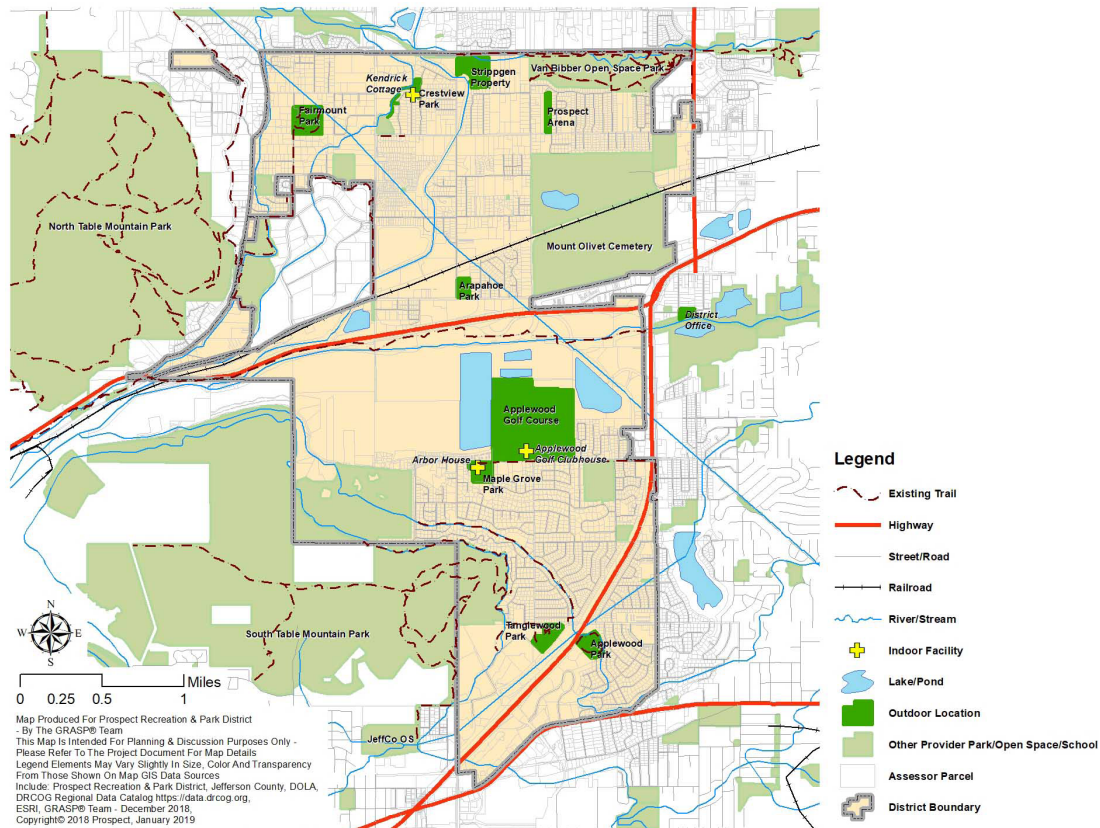 Kendrick
Cottage
Crestview
Park
Strippgen
Property
Van Bibber Open Space Park
Fairmount
Park
Prospect
Arena
North Table Mountain Park
Mount Olivet Cemetery
Arapahoe
Park
District
Office
Applewood
Golf Course
Applewood
Golf Clubhouse
Arbor House
Maple Grove
Park
South Table Mountain Park
Tanglewood
Park
Applewood
Park
JeffCo OS
N
W
E
S
0 0.25 0.5 1 Miles
Map Produced For Prospect Recreation & Park District
- By The GRASP® Team
This Map Is Intended For Planning & Discussion Purposes Only -
Please Refer To The Project Document For Map Details
Legend Elements May Vary Slightly In Size, Color And Transparency
From Those Shown On Map GIS Data Sources
Include: Prospect Recreation & Park District, Jefferson County, DOLA,
DRCOG Regional Data Catalog https://data.drcog.org,
ESRI, GRASP® Team - December 2018,
Copyright© 2018 Prospect, January 2019
Legend
Existing Trail
Highway
Street/Road
Railroad
River/Stream
Indoor Facility
Lake/Pond
Outdoor Location
Other Provider Park/Open Space/School
Assessor Parcel
District Boundary